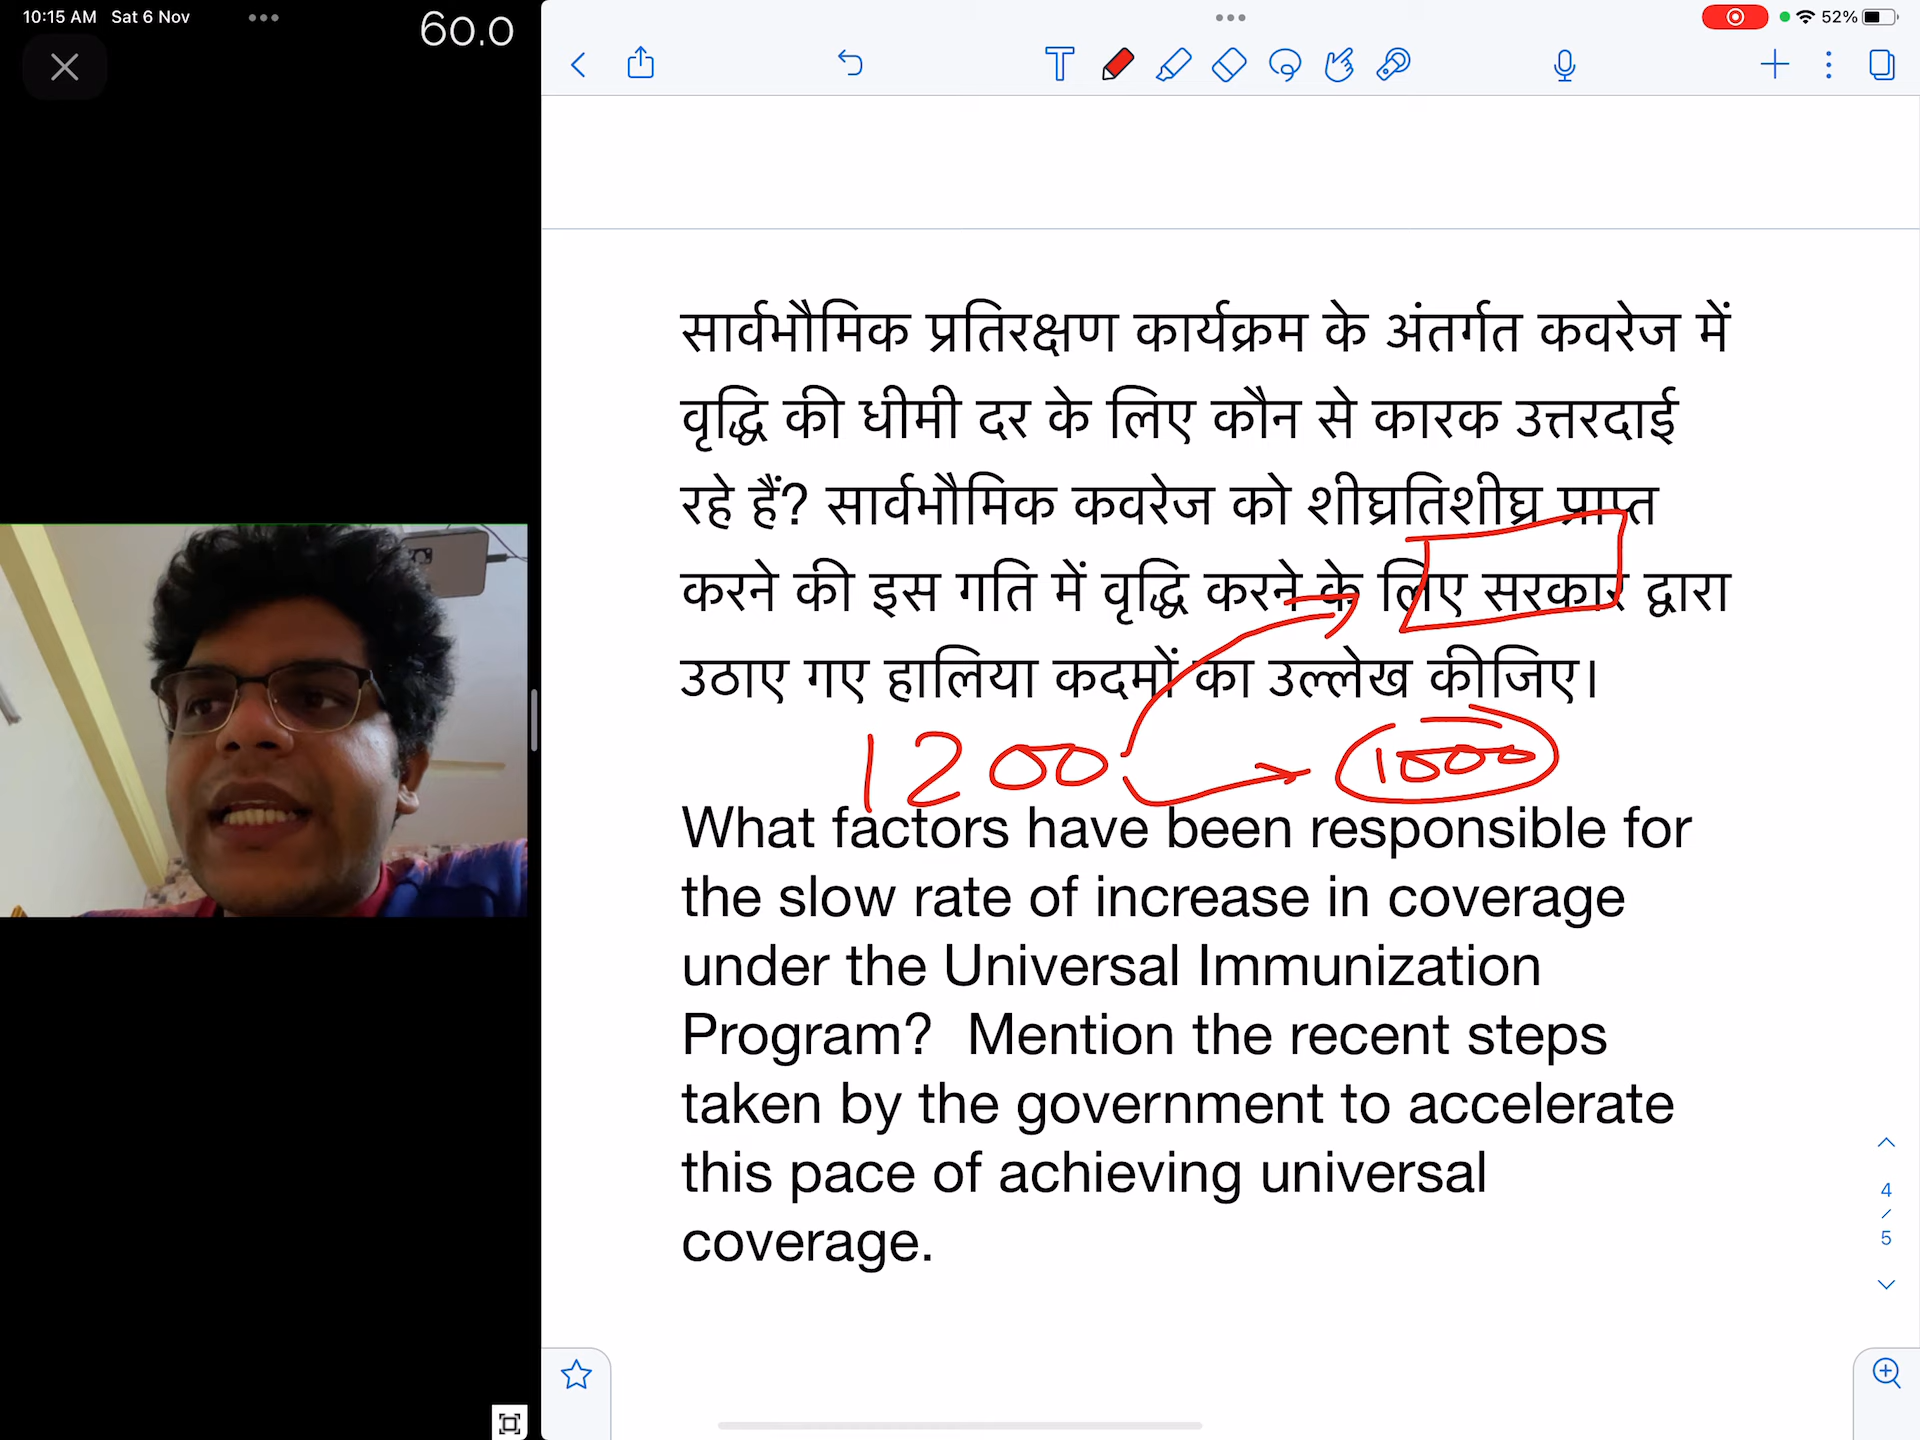 10:15 AM Sat 6 Nov
60.0
52%
सार्वभौमिक प्रतिरक्षण कार्यक्रम के अंतर्गत कवरेज में
वृद्धि की धीमी दर के लिए कौन से कारक उत्तरदाई
रहे हैं? सार्वभौमिक कवरेज को शीघ्रतिशीघ्र प्राप्त
करने की इस गति में वृद्धि करने के लिए सरकार द्वारा
उठाए गए हालिया कदमों का उल्लेख कीजिए।
1200 1000
What factors have been responsible for
the slow rate of increase in coverage
under the Universal Immunization
Program? Mention the recent steps
taken by the government to accelerate
this pace of achieving universal
coverage.
4
/
5